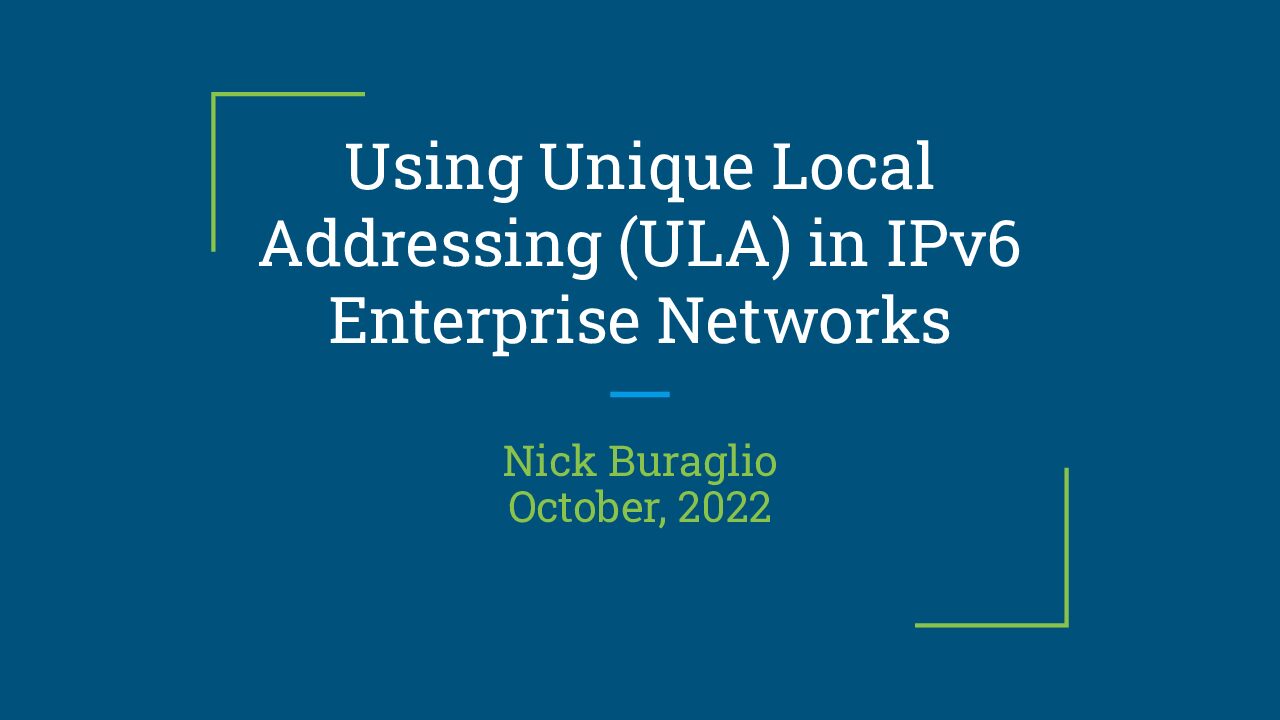 Using Unique Local
Addressing (ULA) in IPv6
Enterprise Networks
Nick Buraglio
October, 2022